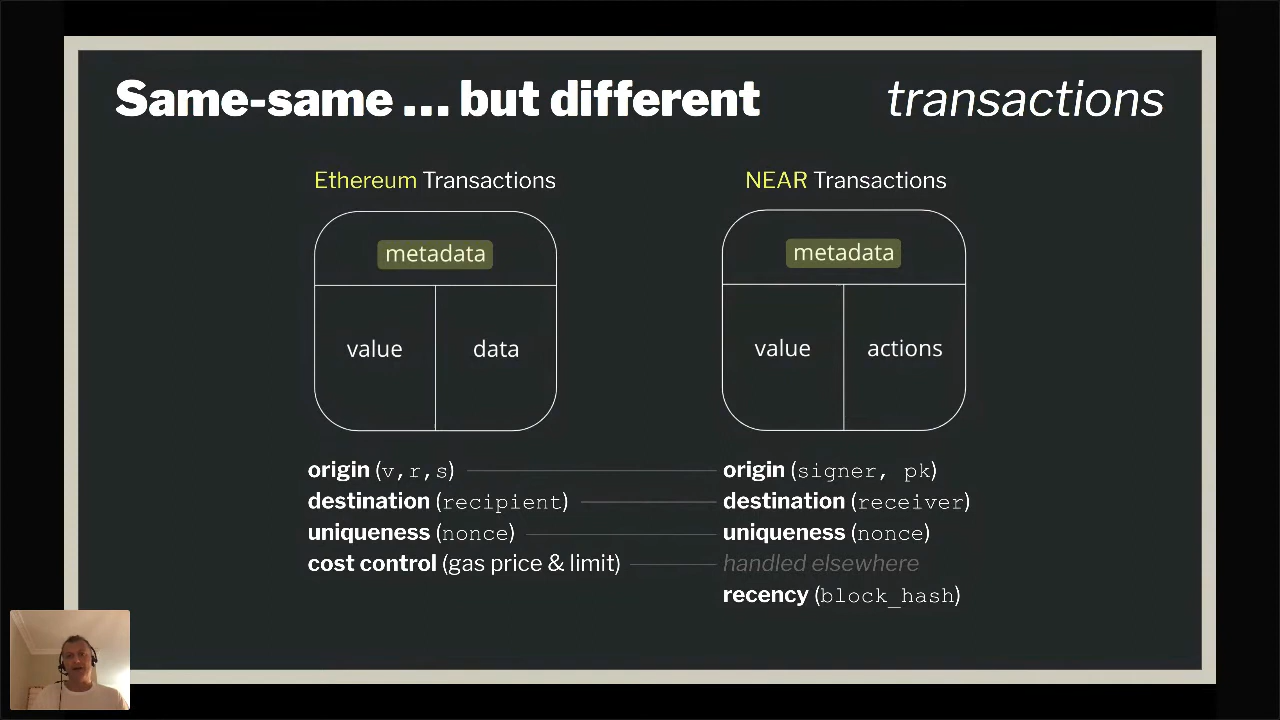 Same-same ... but different
transactions
Ethereum Transactions
metadata
value
data
origin (v,r,s)
destination (recipient)
uniqueness (nonce)
cost control (gas price & limit)
NEAR Transactions
metadata
value
actions
origin (signer, pk)
destination (receiver)
uniqueness (nonce)
handled elsewhere
recency (block_hash)